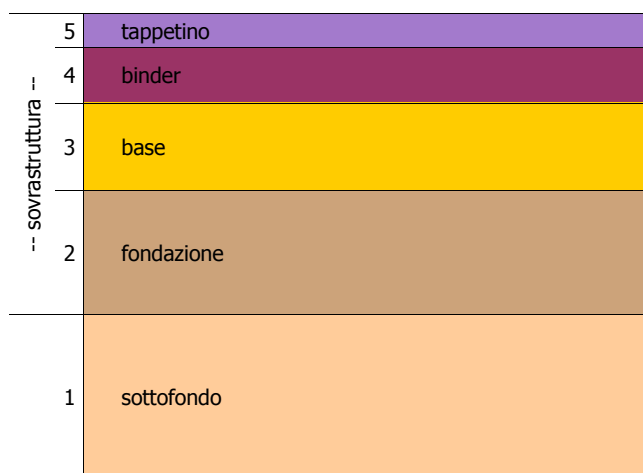 5 tappetino
4 binder
3 base
2 fondazione
1 sottofondo
-- sovrastruttura --